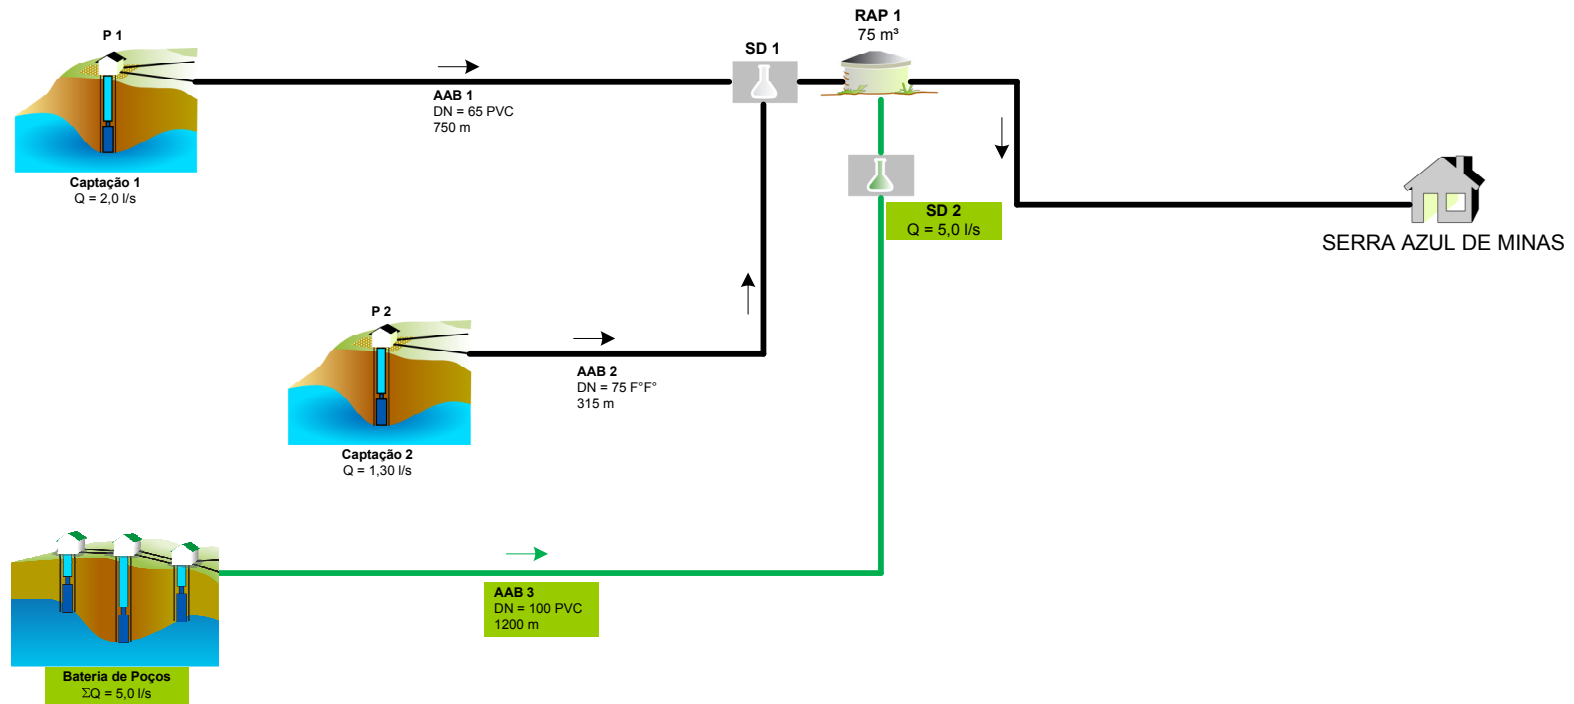 P 1
Captação 1
Q = 2,0 l/s
AAB 1
DN = 65 PVC
750 m
SD 1
RAP 1
75 m³
SD 2
Q = 5,0 l/s
SERRA AZUL DE MINAS
P 2
Captação 2
Q = 1,30 l/s
AAB 2
DN = 75 F°F°
315 m
AAB 3
DN = 100 PVC
1200 m
Bateria de Poços
ΣQ = 5,0 l/s